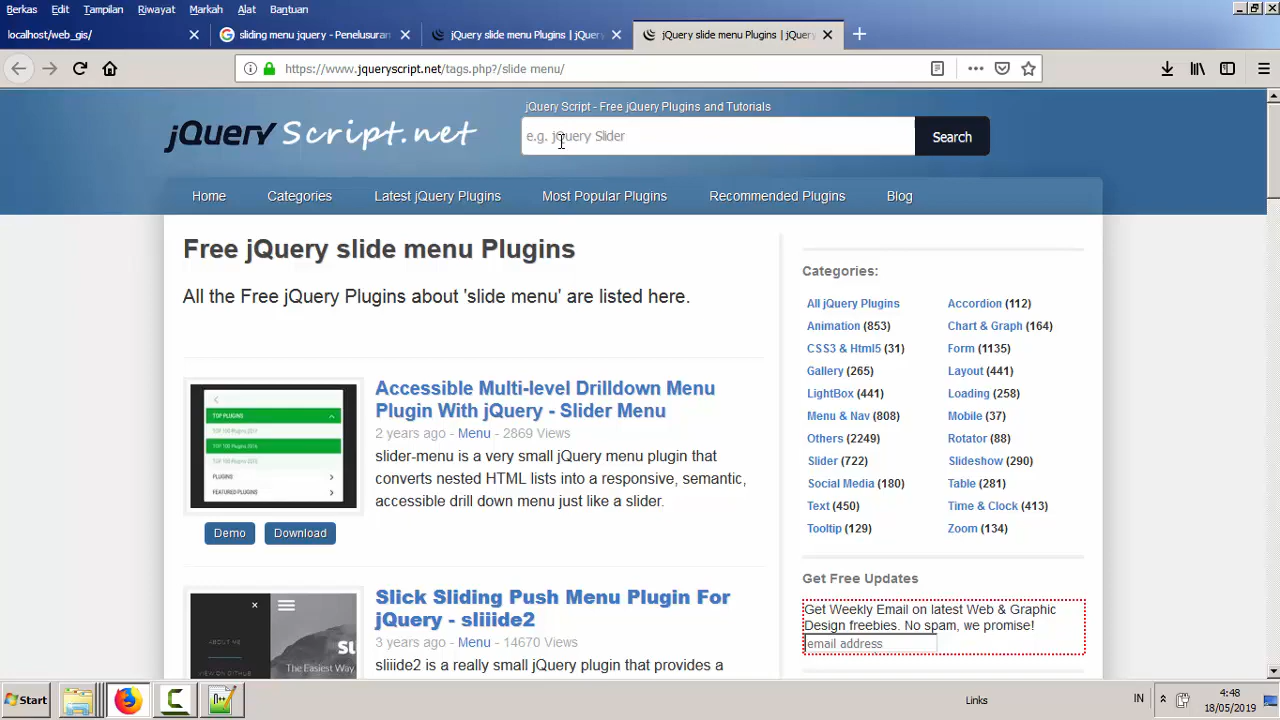 Berkas Edit Tampilan Riwayat Markah Alat Bantuan
localhost/web_gis/
sliding menu jquery - Penelusuran
jQuery slide menu Plugins | jQuery
jQuery slide menu Plugins | jQuery
https://www.jqueryscript.net/tags.php?/slide menu/
jQuery Script - Free jQuery Plugins and Tutorials
jQuery Script.net
e.g. jQuery Slider
Search
Home
Categories
Latest jQuery Plugins
Most Popular Plugins
Recommended Plugins
Blog
Free jQuery slide menu Plugins
All the Free jQuery Plugins about 'slide menu' are listed here.
TOP PLUGINS
PLUGINS
FEATURED PLUGINS
Accessible Multi-level Drilldown Menu
Plugin With jQuery - Slider Menu
2 years ago - Menu - 2869 Views
slider-menu is a very small jQuery menu plugin that
converts nested HTML lists into a responsive, semantic,
accessible drill down menu just like a slider.
Demo
Download
ABOUT ME
The Easiest Way
Slick Sliding Push Menu Plugin For
jQuery - sliiide2
3 years ago - Menu - 14670 Views
sliiide2 is a really small jQuery plugin that provides a
Categories:
All jQuery Plugins
Accordion (112)
Animation (853)
Chart & Graph (164)
CSS3 & Html5 (31)
Form (1135)
Gallery (265)
Layout (441)
LightBox (441)
Loading (258)
Menu & Nav (808)
Mobile (37)
Others (2249)
Rotator (88)
Slider (722)
Slideshow (290)
Social Media (180)
Table (281)
Text (450)
Time & Clock (413)
Tooltip (129)
Zoom (134)
Get Free Updates
Get Weekly Email on latest Web & Graphic
Design freebies. No spam, we promise!
email address
Start
Links
IN
4:48
18/05/2019